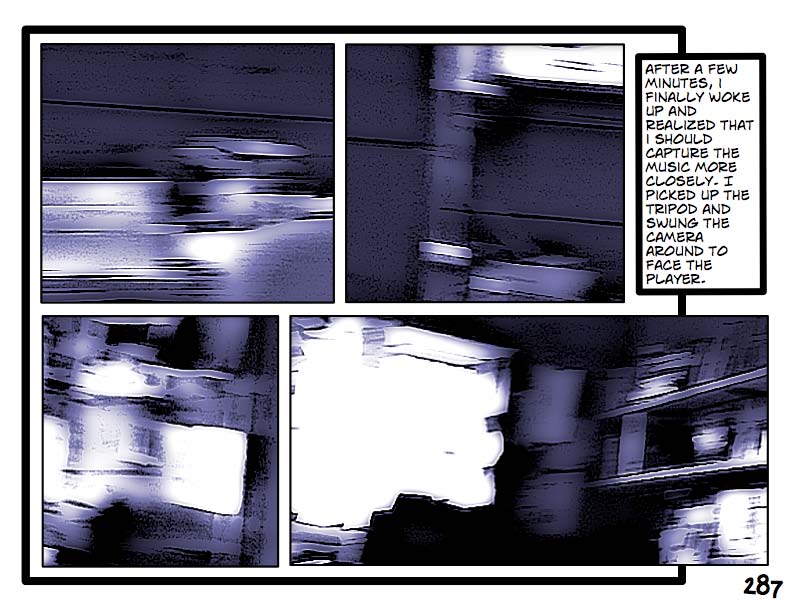 AFTER A FEW
MINUTES, I
FINALLY WOKE
UP AND
REALIZED THAT
I SHOULD
CAPTURE THE
MUSIC MORE
CLOSELY. I
PICKED UP THE
TRIPOD AND
SWUNG THE
CAMERA
AROUND TO
FACE THE
PLAYER.
287